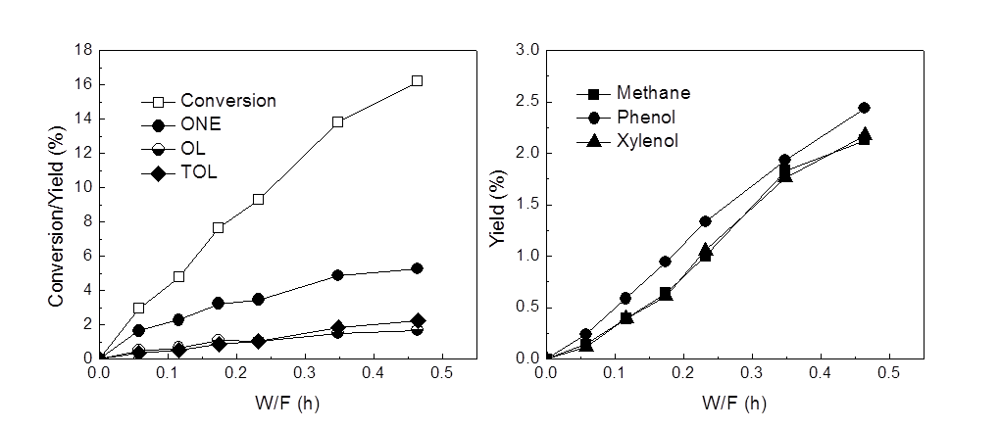 18
16
14
12
10
8
6
4
2
0
Conversion/Yield (%)
Conversion
ONE
OL
TOL
0.0 0.1 0.2 0.3 0.4 0.5
W/F (h)
3.0
2.5
2.0
1.5
1.0
0.5
0.0
Yield (%)
Methane
Phenol
Xylenol
0.0 0.1 0.2 0.3 0.4 0.5
W/F (h)